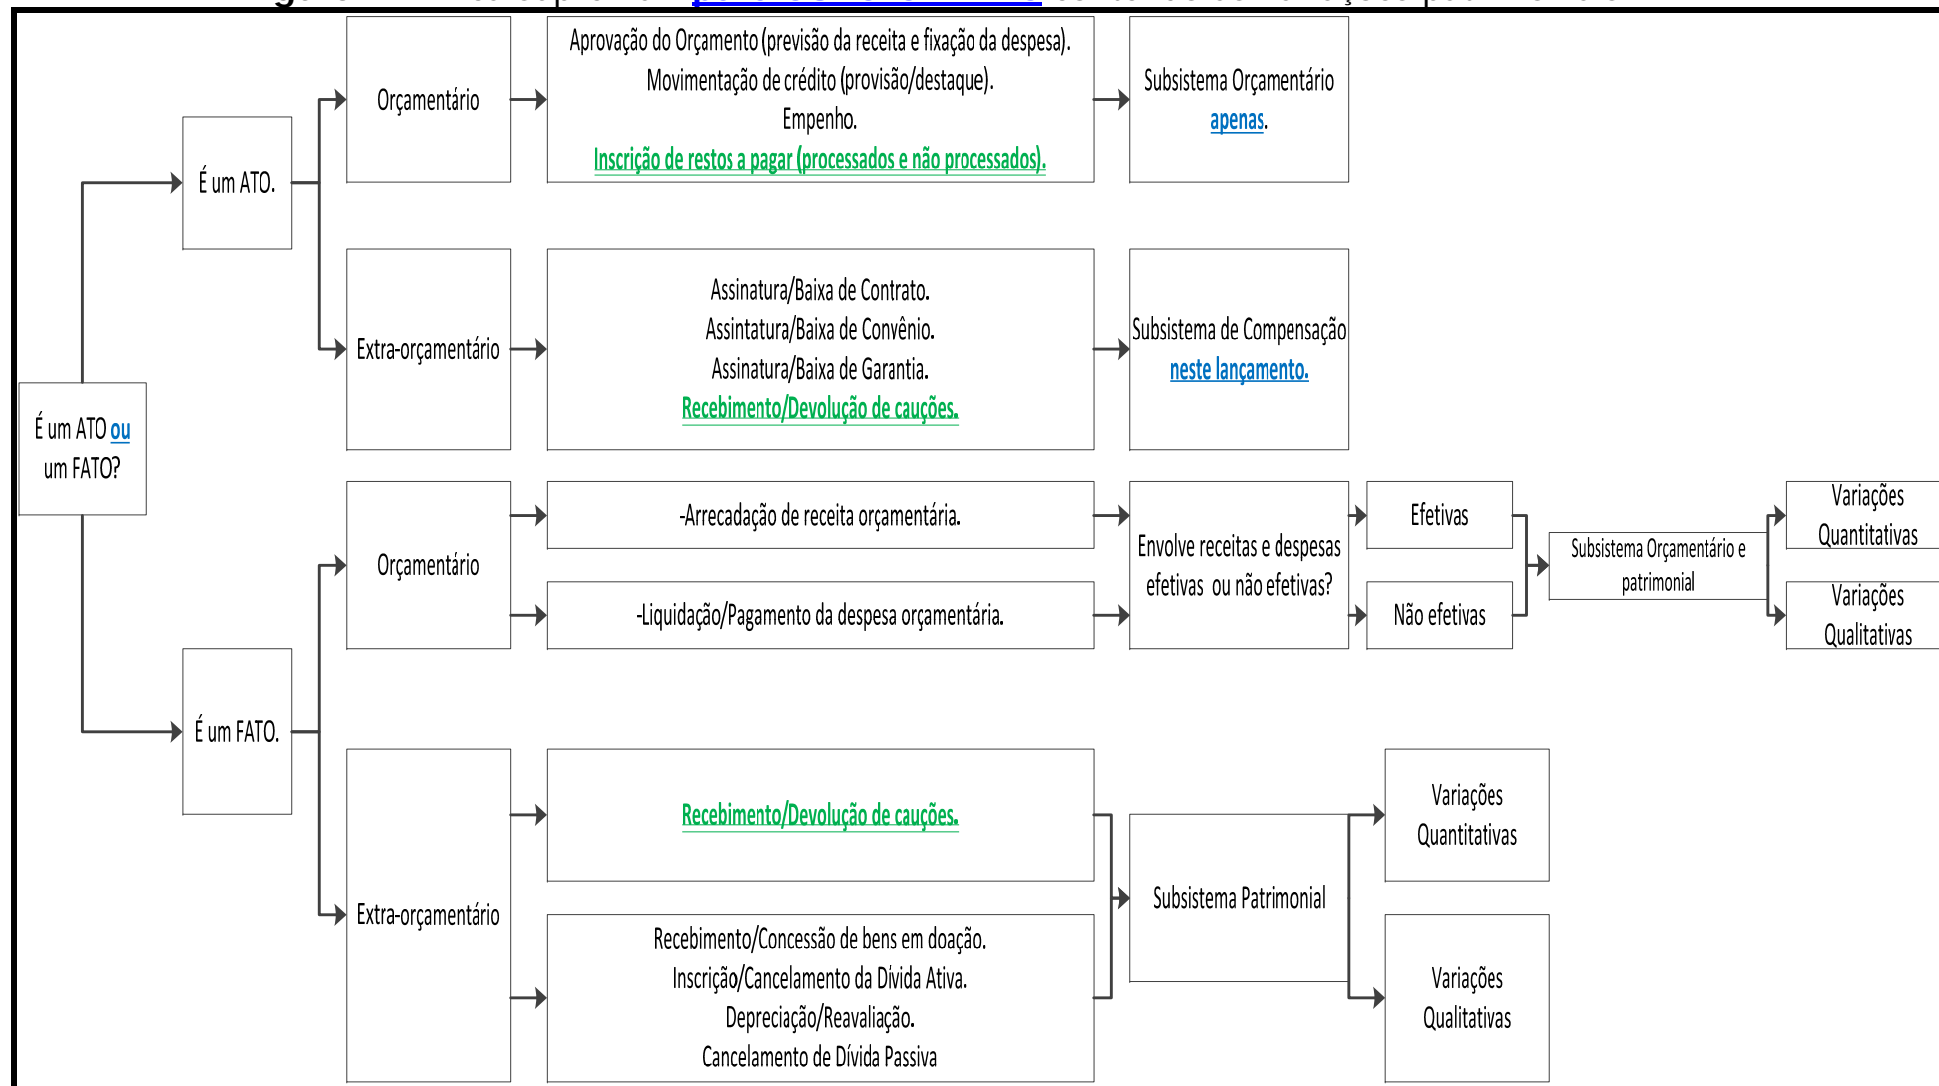 Aprovação do Orçamento (previsão da receita e fixação da despesa).
Movimentação de crédito (provisão/destaque).
Empenho.
Inscrição de restos a pagar (processados e não processados).
Orçamentário
Subsistema Orçamentário
apenas.
É um ATO.
Extra-orçamentário
Assinatura/Baixa de Contrato.
Assintatura/Baixa de Convênio.
Assinatura/Baixa de Garantia.
Recebimento/Devolução de cauções.
Subsistema de Compensação
neste lançamento.
É um ATO ou
um FATO?
Orçamentário
-Arrecadação de receita orçamentária.
-Liquidação/Pagamento da despesa orçamentária.
Envolve receitas e despesas
efetivas ou não efetivas?
Efetivas
Não efetivas
Subsistema Orçamentário e
patrimonial
Variações
Quantitativas
Variações
Qualitativas
É um FATO.
Extra-orçamentário
Recebimento/Devolução de cauções.
Recebimento/Concessão de bens em doação.
Inscrição/Cancelamento da Dívida Ativa.
Depreciação/Reavaliação.
Cancelamento de Dívida Passiva
Subsistema Patrimonial
Variações
Quantitativas
Variações
Qualitativas